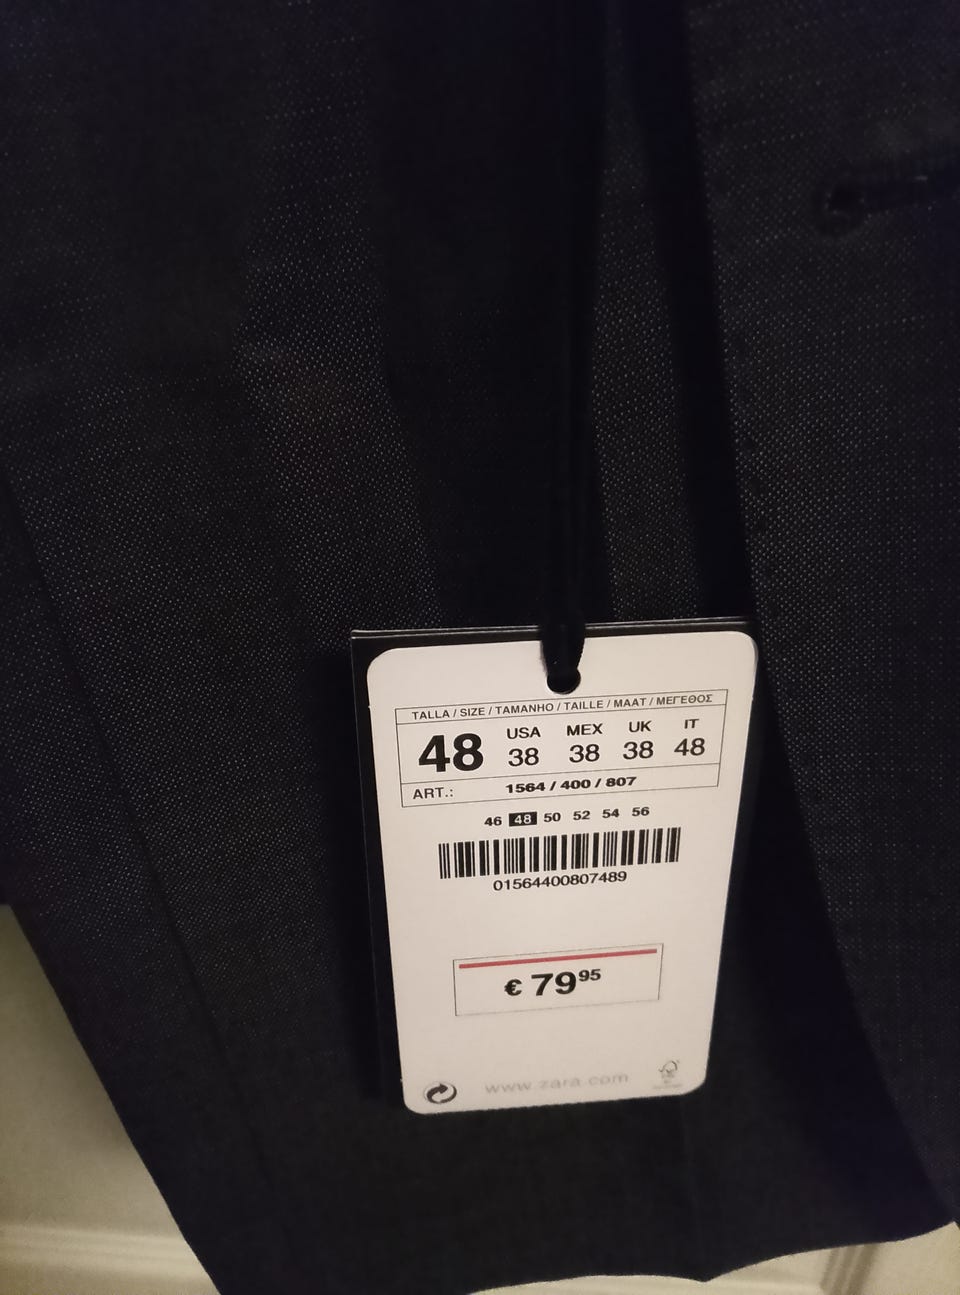 TALLA / SIZE / TAMANHO / TAILLE / MAAT / ΜΕΓΕΘΟΣ
48 USA 38 MEX 38 UK 38 IT 48
ART.: 1564 / 400 / 807
46 48 50 52 54 56
01564400807489
€ 79 95
www.zara.com